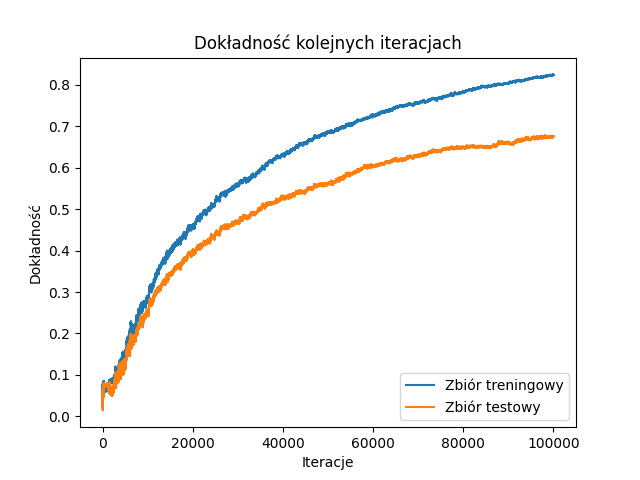 Dokładność kolejnych iteracjach
0.8
0.7
0.6
0.5
0.4
0.3
0.2
0.1
0.0
Dokładność
0 20000 40000 60000 80000 100000
Iteracje
Zbiór treningowy
Zbiór testowy